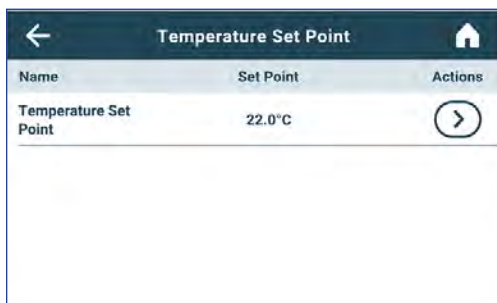 Temperature Set Point
Name Set Point Actions
Temperature Set
Point
22.0°C